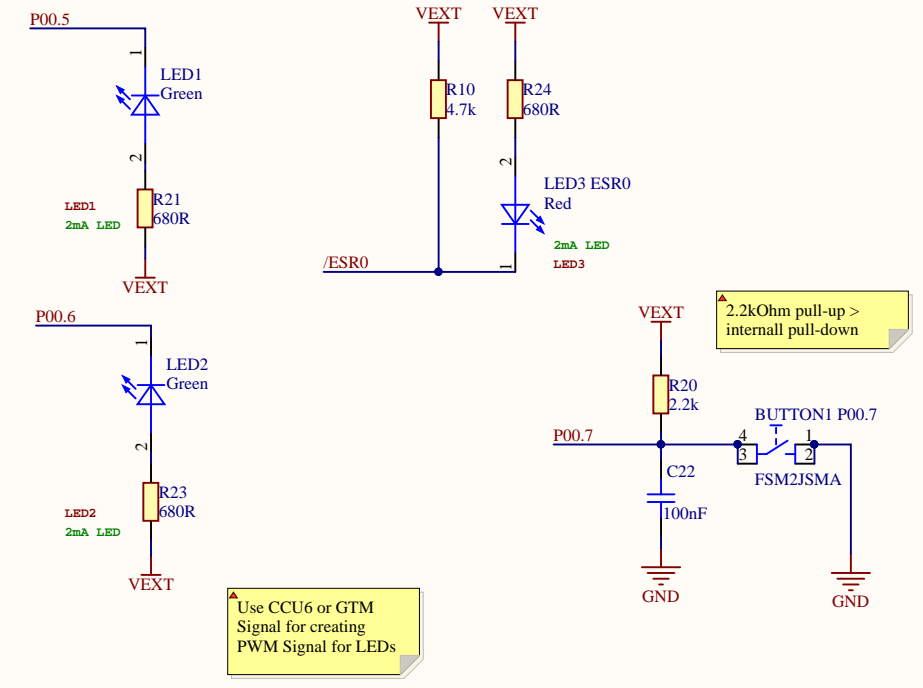 P00.5
1
LED1
Green
2
R21
680R
LED1
2mA LED
VEXT
VEXT
VEXT
R10
4.7k
R24
680R
2
LED3 ESR0
Red
2mA LED
LED3
1
/ESR0
P00.6
1
LED2
Green
2
R23
680R
LED2
2mA LED
VEXT
2.2kOhm pull-up >
internall pull-down
VEXT
R20
2.2k
P00.7
BUTTON1 P00.7
4
3
1
2
FSM2JSMA
C22
100nF
GND
GND
Use CCU6 or GTM
Signal for creating
PWM Signal for LEDs